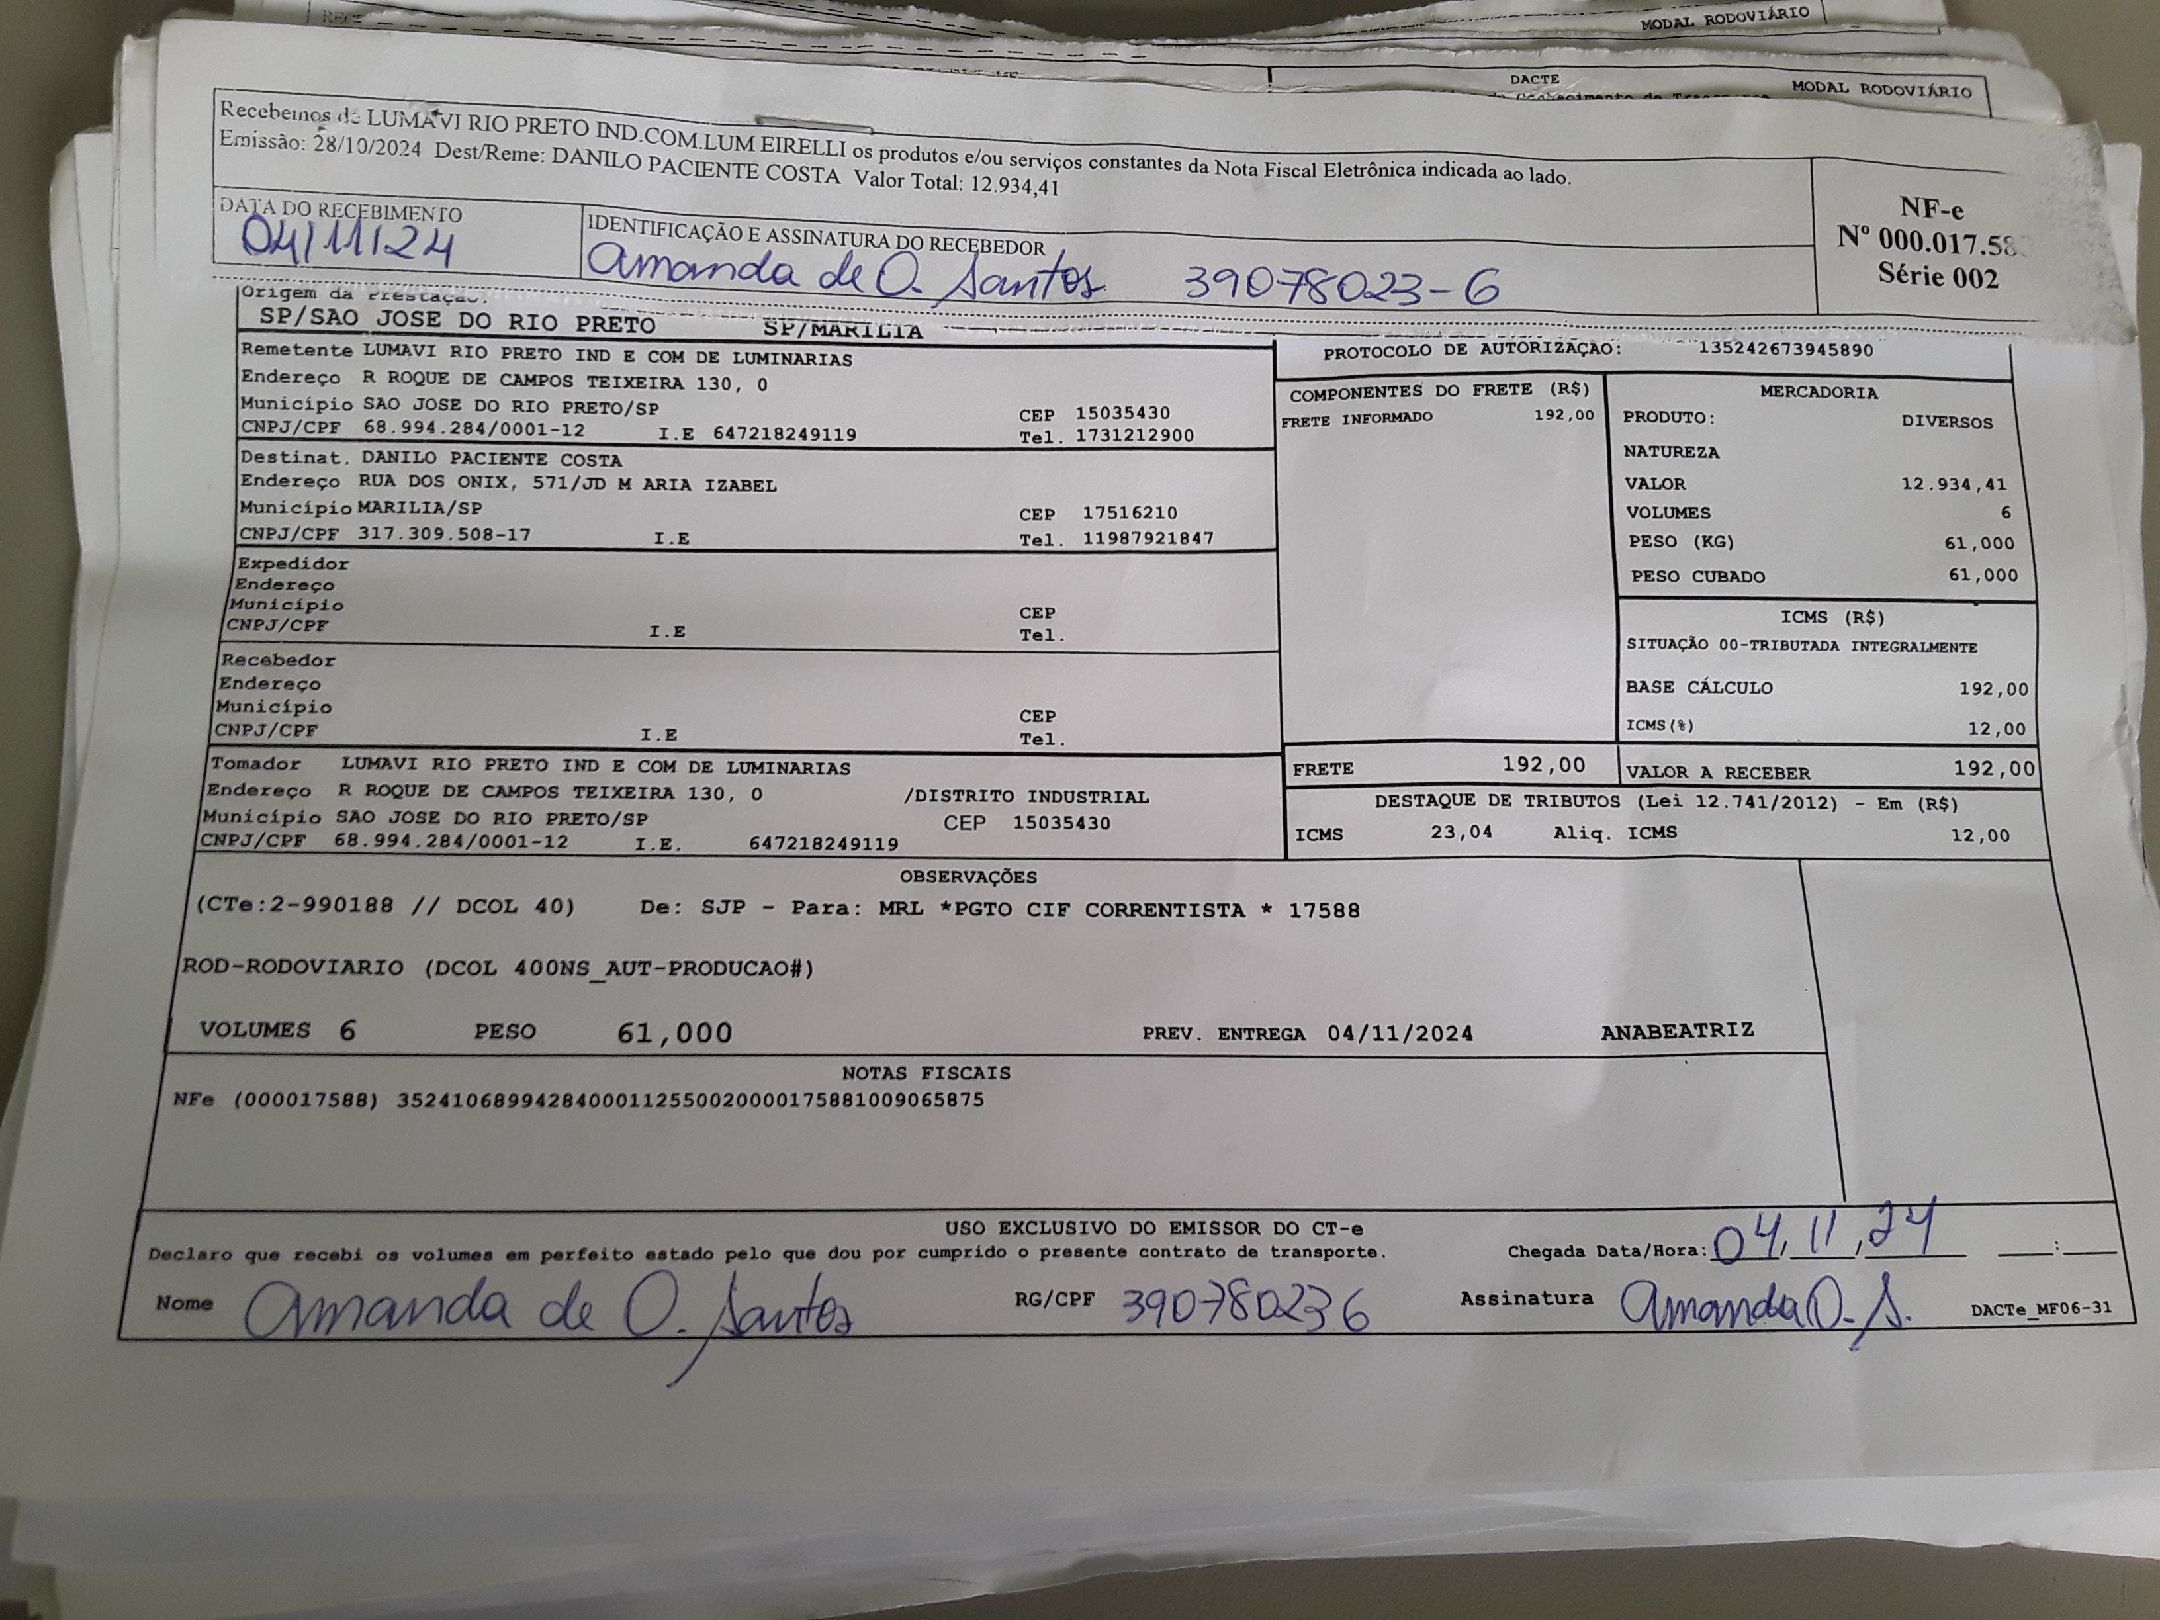 MODAL RODOVIÁRIO
DACTE
MODAL RODOVIÁRIO
Recebemos de LUMAVI RIO PRETO IND.COM.LUM EIRELLI os produtos e/ou serviços constantes da Nota Fiscal Eletrônica indicada ao lado.
Emissão: 28/10/2024 Dest/Reme: DANILO PACIENTE COSTA Valor Total: 12.934,41
NF-e
Nº 000.017.58
Série 002
DATA DO RECEBIMENTO
04/11/24
IDENTIFICAÇÃO E ASSINATURA DO RECEBEDOR
Amanda de O. Santos 39078023-6
Origem da Prestação
SP/SAO JOSE DO RIO PRETO SP/MARILIA
Remetente LUMAVI RIO PRETO IND E COM DE LUMINARIAS
Endereço R ROQUE DE CAMPOS TEIXEIRA 130, 0
Município SAO JOSE DO RIO PRETO/SP CEP 15035430
CNPJ/CPF 68.994.284/0001-12 I.E 647218249119 Tel. 1731212900
Destinat. DANILO PACIENTE COSTA
Endereço RUA DOS ONIX, 571/JD M ARIA IZABEL
Município MARILIA/SP CEP 17516210
CNPJ/CPF 317.309.508-17 I.E Tel. 11987921847
Expedidor
Endereço
Município CEP
CNPJ/CPF I.E Tel.
Recebedor
Endereço
Município CEP
CNPJ/CPF I.E Tel.
Tomador LUMAVI RIO PRETO IND E COM DE LUMINARIAS
Endereço R ROQUE DE CAMPOS TEIXEIRA 130, 0 /DISTRITO INDUSTRIAL
Município SAO JOSE DO RIO PRETO/SP CEP 15035430
CNPJ/CPF 68.994.284/0001-12 I.E. 647218249119
PROTOCOLO DE AUTORIZAÇAO: 135242673945890
COMPONENTES DO FRETE (R$)
FRETE INFORMADO 192,00
MERCADORIA
PRODUTO: DIVERSOS
NATUREZA
VALOR 12.934,41
VOLUMES 6
PESO (KG) 61,000
PESO CUBADO 61,000
ICMS (R$)
SITUAÇÃO 00-TRIBUTADA INTEGRALMENTE
BASE CÁLCULO 192,00
ICMS(%) 12,00
FRETE 192,00 VALOR A RECEBER 192,00
DESTAQUE DE TRIBUTOS (Lei 12.741/2012) - Em (R$)
ICMS 23,04 Aliq. ICMS 12,00
OBSERVAÇÕES
(CTe:2-990188 // DCOL 40) De: SJP - Para: MRL *PGTO CIF CORRENTISTA * 17588
ROD-RODOVIARIO (DCOL 400NS_AUT-PRODUCAO#)
VOLUMES 6 PESO 61,000 PREV. ENTREGA 04/11/2024 ANABEATRIZ
NOTAS FISCAIS
NFe (000017588) 35241068994284000112550020000175881009065875
USO EXCLUSIVO DO EMISSOR DO CT-e
Declaro que recebi os volumes em perfeito estado pelo que dou por cumprido o presente contrato de transporte. Chegada Data/Hora: 04/11/24 __:__
Nome Amanda de O. Santos RG/CPF 390780236 Assinatura Amanda O. S. DACTe_MF06-31